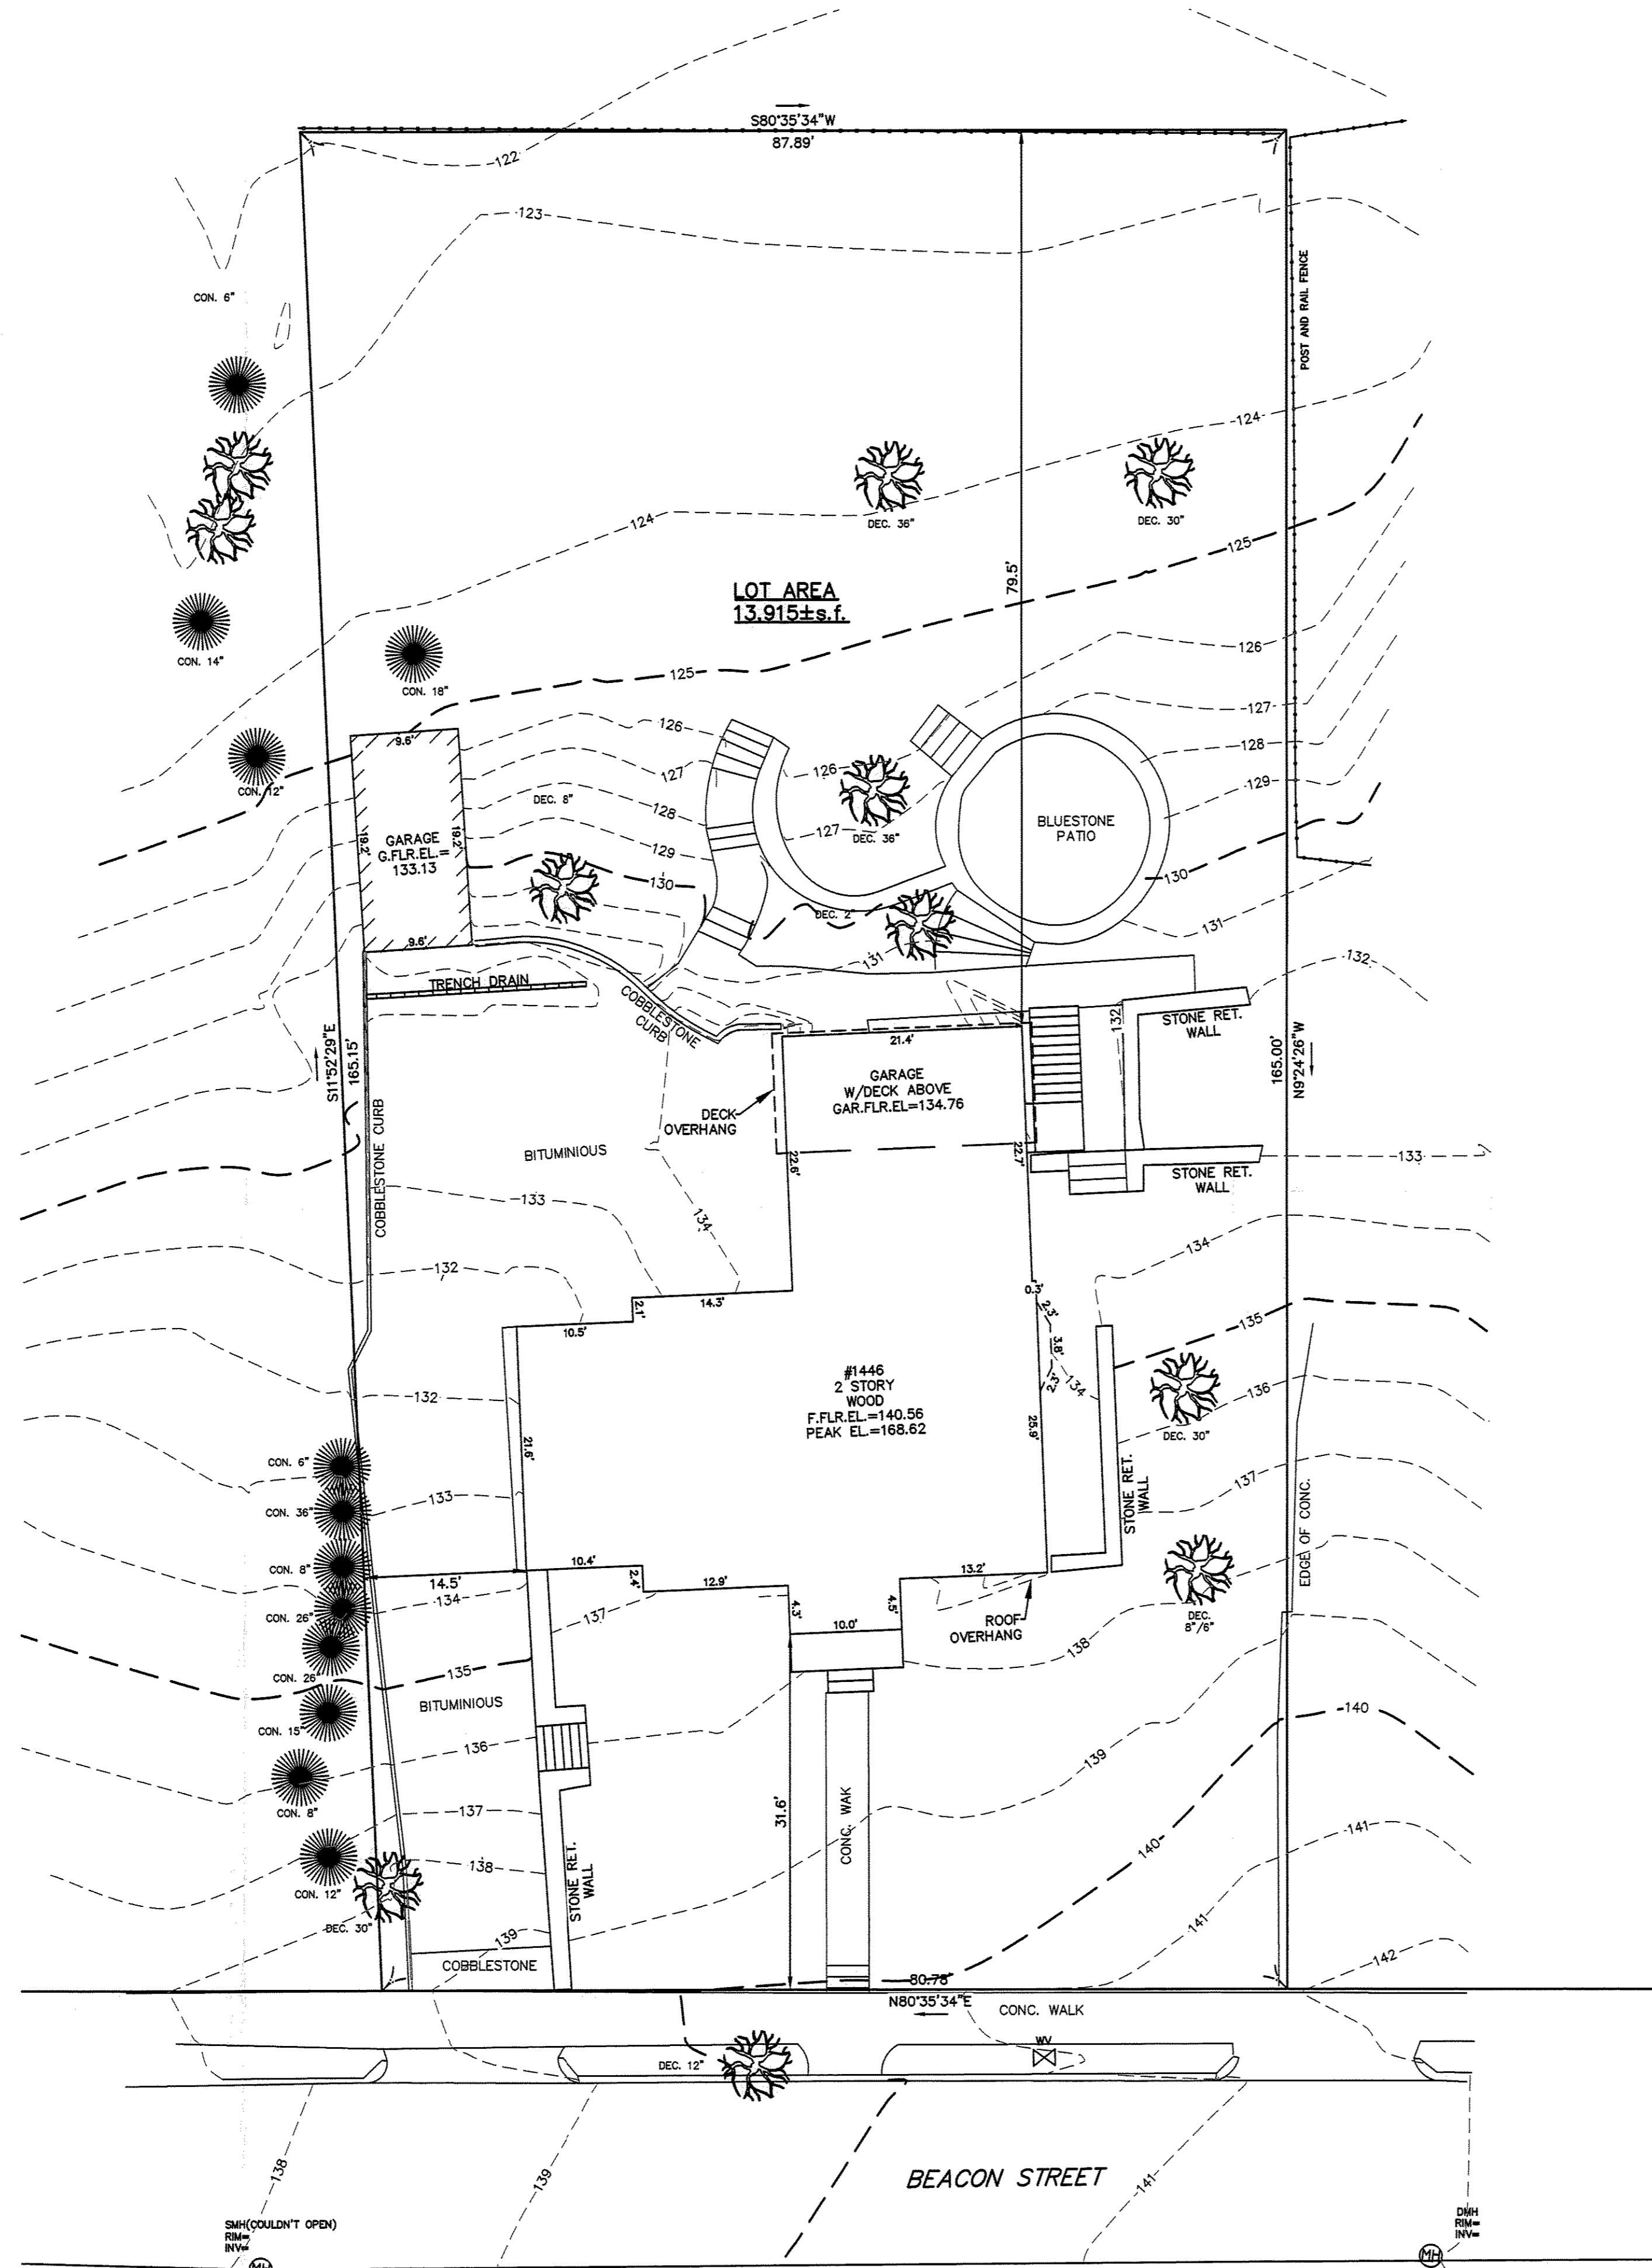 S80°35'34"W
87.89'
122
123
CON. 6"
POST AND RAIL FENCE
124
124
DEC. 36"
DEC. 30"
125
LOT AREA
13,915±s.f.
79.5'
CON. 14"
CON. 18"
125
126
127
126
9.6'
128
127
126
129
CON. 12"
DEC. 8"
128
127
DEC. 36"
BLUESTONE
PATIO
19.2'
GARAGE
G.FLR.EL.=
133.13
19.2'
129
130
130
DEC. 2"
131
131
132
9.6'
TRENCH DRAIN
COBBLESTONE
CURB
132
STONE RET.
WALL
21.4'
S11°52'29"E
165.15'
165.00'
N9°24'26"W
GARAGE
W/DECK ABOVE
GAR.FLR.EL=134.76
DECK
OVERHANG
COBBLESTONE CURB
BITUMINIOUS
22.6'
22.7'
133
STONE RET.
WALL
133
134
134
132
0.3'
14.3'
2.1'
2.3'
10.5'
3.8'
135
#1446
2 STORY
WOOD
F.FLR.EL.=140.56
PEAK EL.=168.62
2.3'
134
136
132
25.9'
DEC. 30"
21.6'
CON. 6"
137
133
STONE RET.
WALL
EDGE OF CONC.
CON. 36"
CON. 8"
10.4'
2.4'
13.2'
14.5'
12.9'
134
CON. 26"
137
4.3'
4.5'
10.0'
ROOF
OVERHANG
DEC.
8"/6"
138
CON. 26"
135
BITUMINIOUS
140
CON. 15"
136
139
CON. 8"
137
31.6'
CONC. WAK
141
138
140
CON. 12"
STONE RET.
WALL
DEC. 30"
139
141
142
COBBLESTONE
80.78'
N80°35'34"E
CONC. WALK
WV
DEC. 12"
138
139
BEACON STREET
141
SMH(COULDN'T OPEN)
RIM=
INV=
MH
DMH
RIM=
INV=
MH